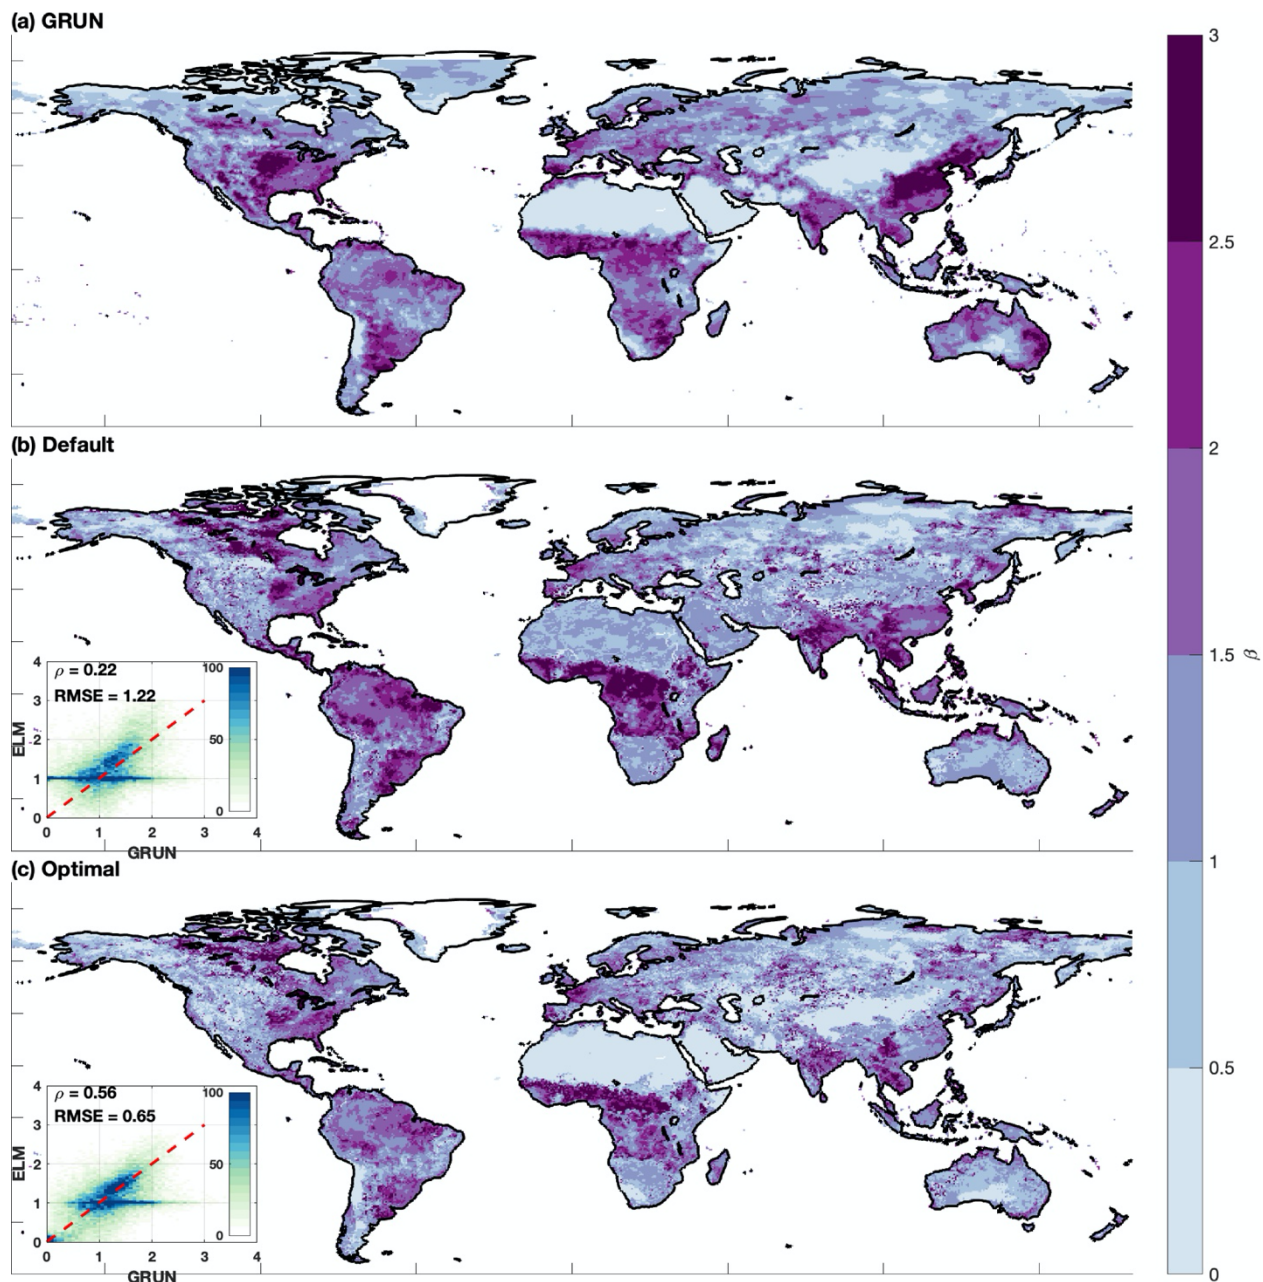 (a) GRUN
3
2.5
2
1.5
β
1
0.5
0
(b) Default
ρ = 0.22
RMSE = 1.22
ELM
4
3
2
1
0
0 1 2 3 4
GRUN
100
50
0
(c) Optimal
ρ = 0.56
RMSE = 0.65
ELM
4
3
2
1
0
0 1 2 3 4
GRUN
100
50
0